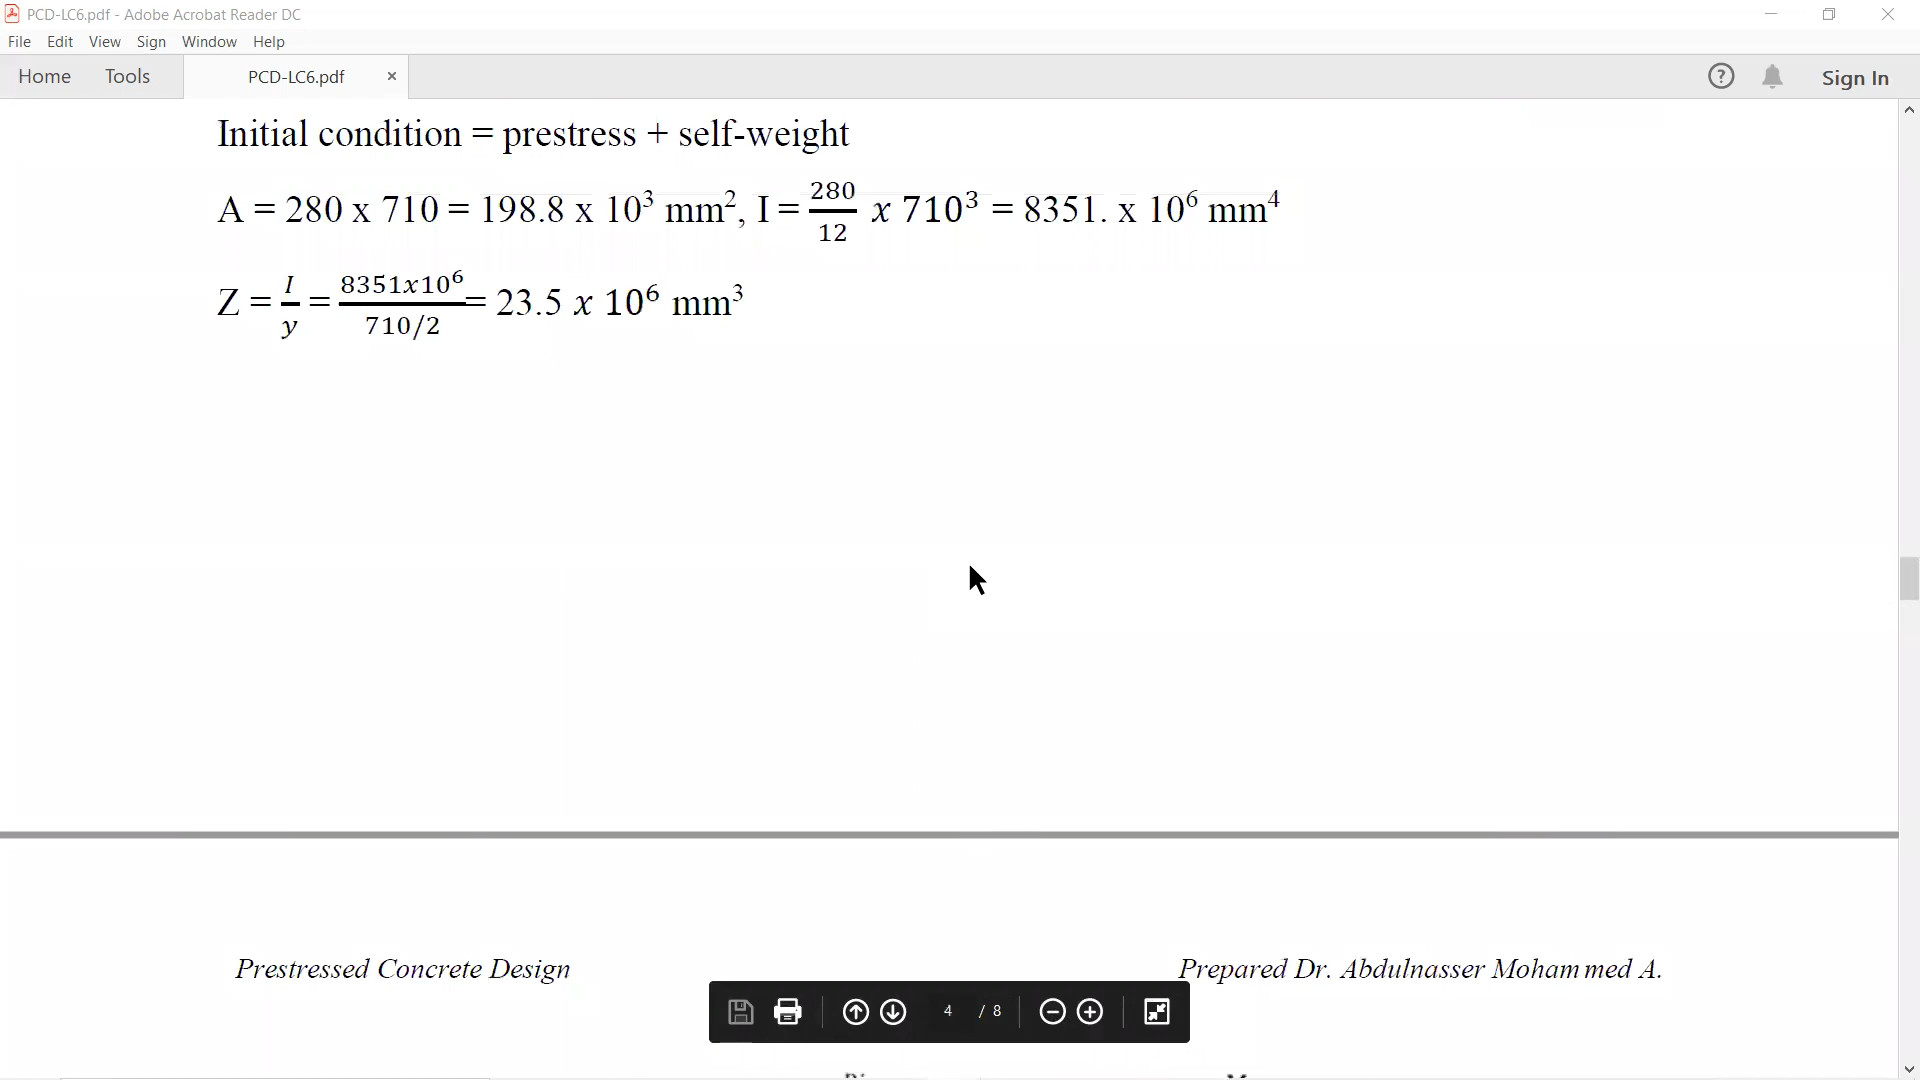 PCD-LC6.pdf - Adobe Acrobat Reader DC
File Edit View Sign Window Help
Home Tools PCD-LC6.pdf × ? Sign In
Initial condition = prestress + self-weight
A = 280 x 710 = 198.8 x 10³ mm², I = 280/12 x 710³ = 8351. x 10⁶ mm⁴
Z = I/y = 8351x10⁶/710/2 = 23.5 x 10⁶ mm³
Prestressed Concrete Design Prepared Dr. Abdulnasser Mohammed A.
4 / 8